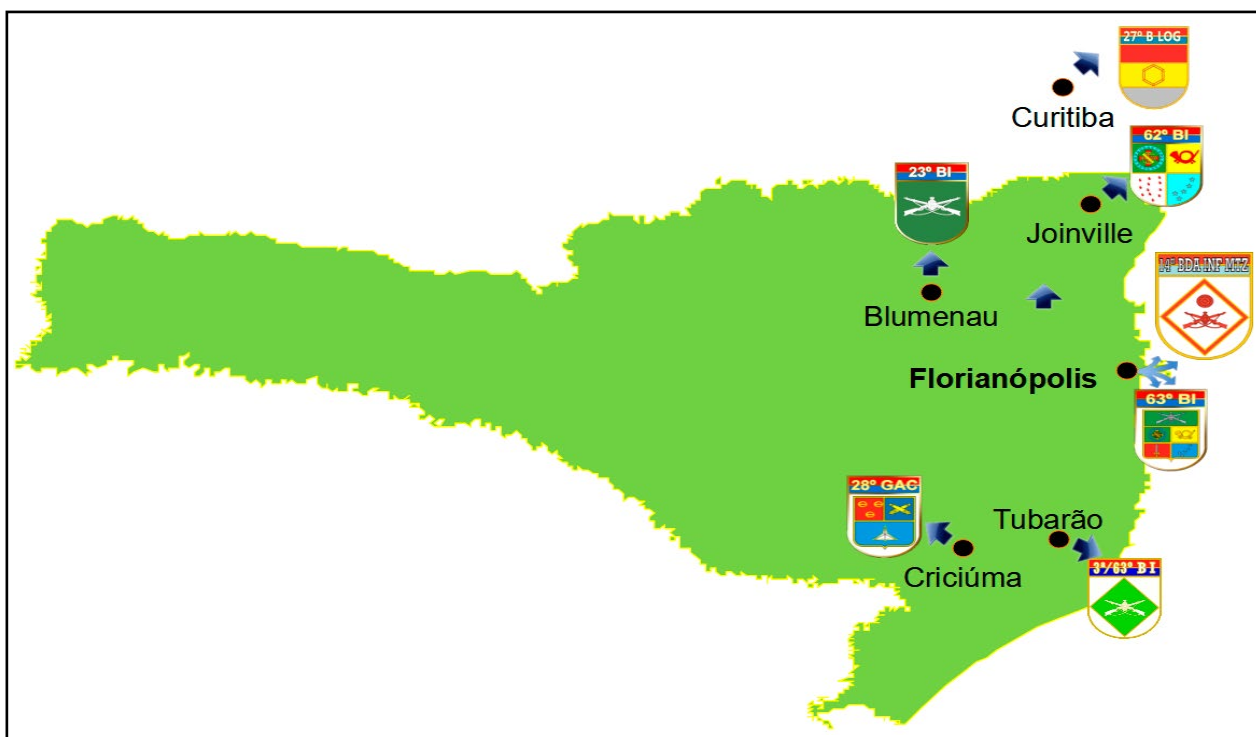 27º B LOG
Curitiba
62º BI
23º BI
Joinville
14ª BDA INF MTZ
Blumenau
Florianópolis
63º BI
28º GAC
Tubarão
Criciúma
3ª/63º B I